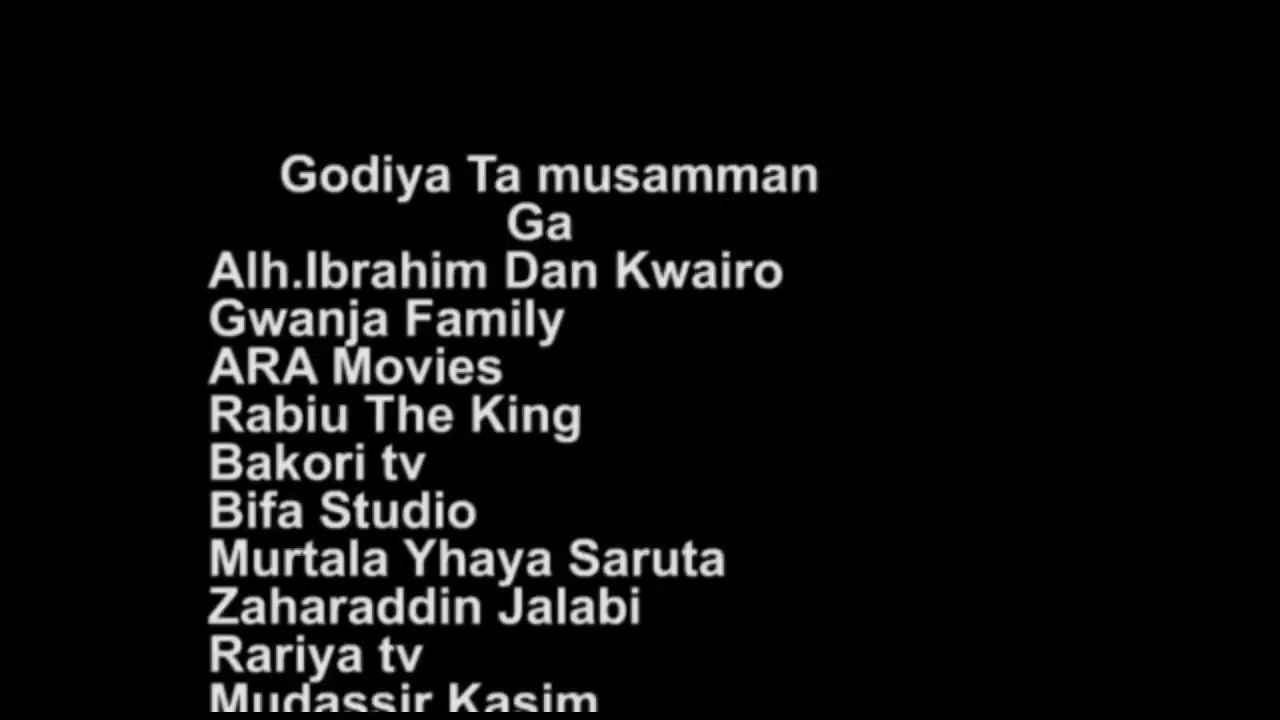 Godiya Ta musamman
Ga
Alh.Ibrahim Dan Kwairo
Gwanja Family
ARA Movies
Rabiu The King
Bakori tv
Bifa Studio
Murtala Yhaya Saruta
Zaharaddin Jalabi
Rariya tv
Mudassir Kasim